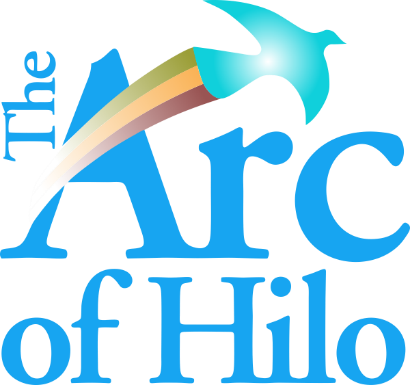 The
Arc
of Hilo